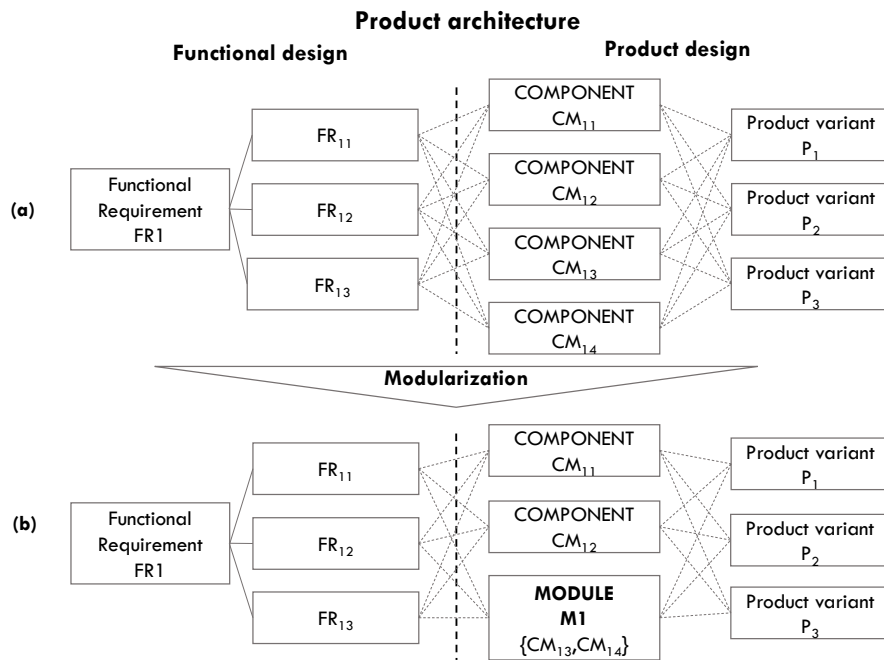 Product architecture
Functional design
Product design
(a)
Functional
Requirement
FR1
FR₁₁
FR₁₂
FR₁₃
COMPONENT
CM₁₁
COMPONENT
CM₁₂
COMPONENT
CM₁₃
COMPONENT
CM₁₄
Product variant
P₁
Product variant
P₂
Product variant
P₃
Modularization
(b)
Functional
Requirement
FR1
FR₁₁
FR₁₂
FR₁₃
COMPONENT
CM₁₁
COMPONENT
CM₁₂
MODULE
M1
{CM₁₃,CM₁₄}
Product variant
P₁
Product variant
P₂
Product variant
P₃